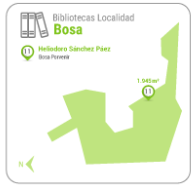 Bibliotecas Localidad
Bosa
11 Heliodoro Sánchez Páez
Bosa Porvenir
1.045 m²
11
N